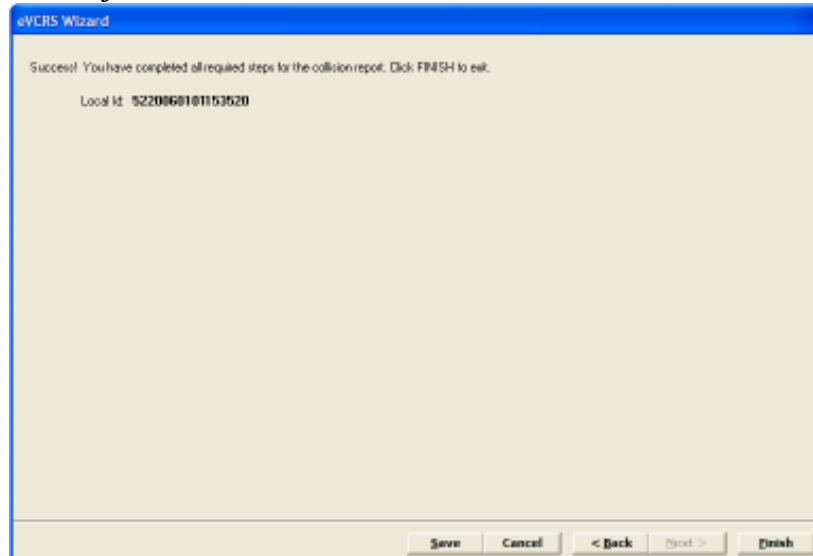 eVCRS Wizard
Success! You have completed all required steps for the collision report. Click FINISH to exit.
Local Id: 5220060101153520
Save Cancel < Back Next > Finish